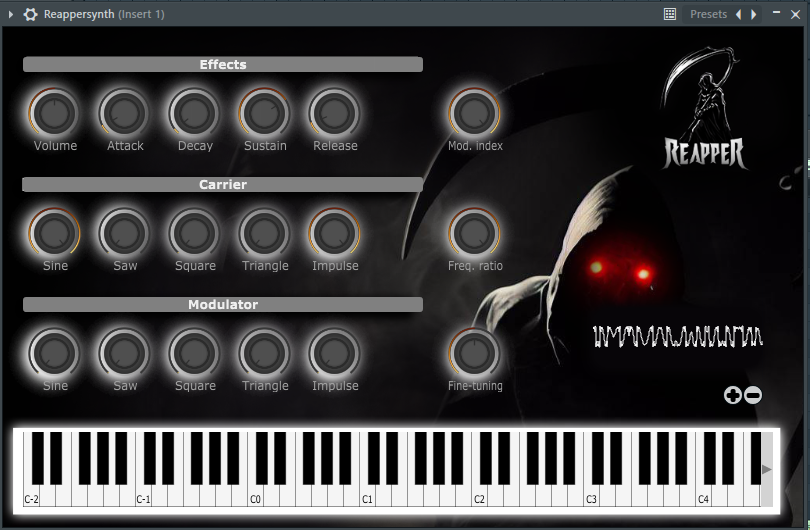 Reappersynth (Insert 1)
Presets
Effects
Volume Attack Decay Sustain Release Mod. index
REAPPER
Carrier
Sine Saw Square Triangle Impulse Freq. ratio
Modulator
Sine Saw Square Triangle Impulse Fine-tuning
C-2 C-1 C0 C1 C2 C3 C4